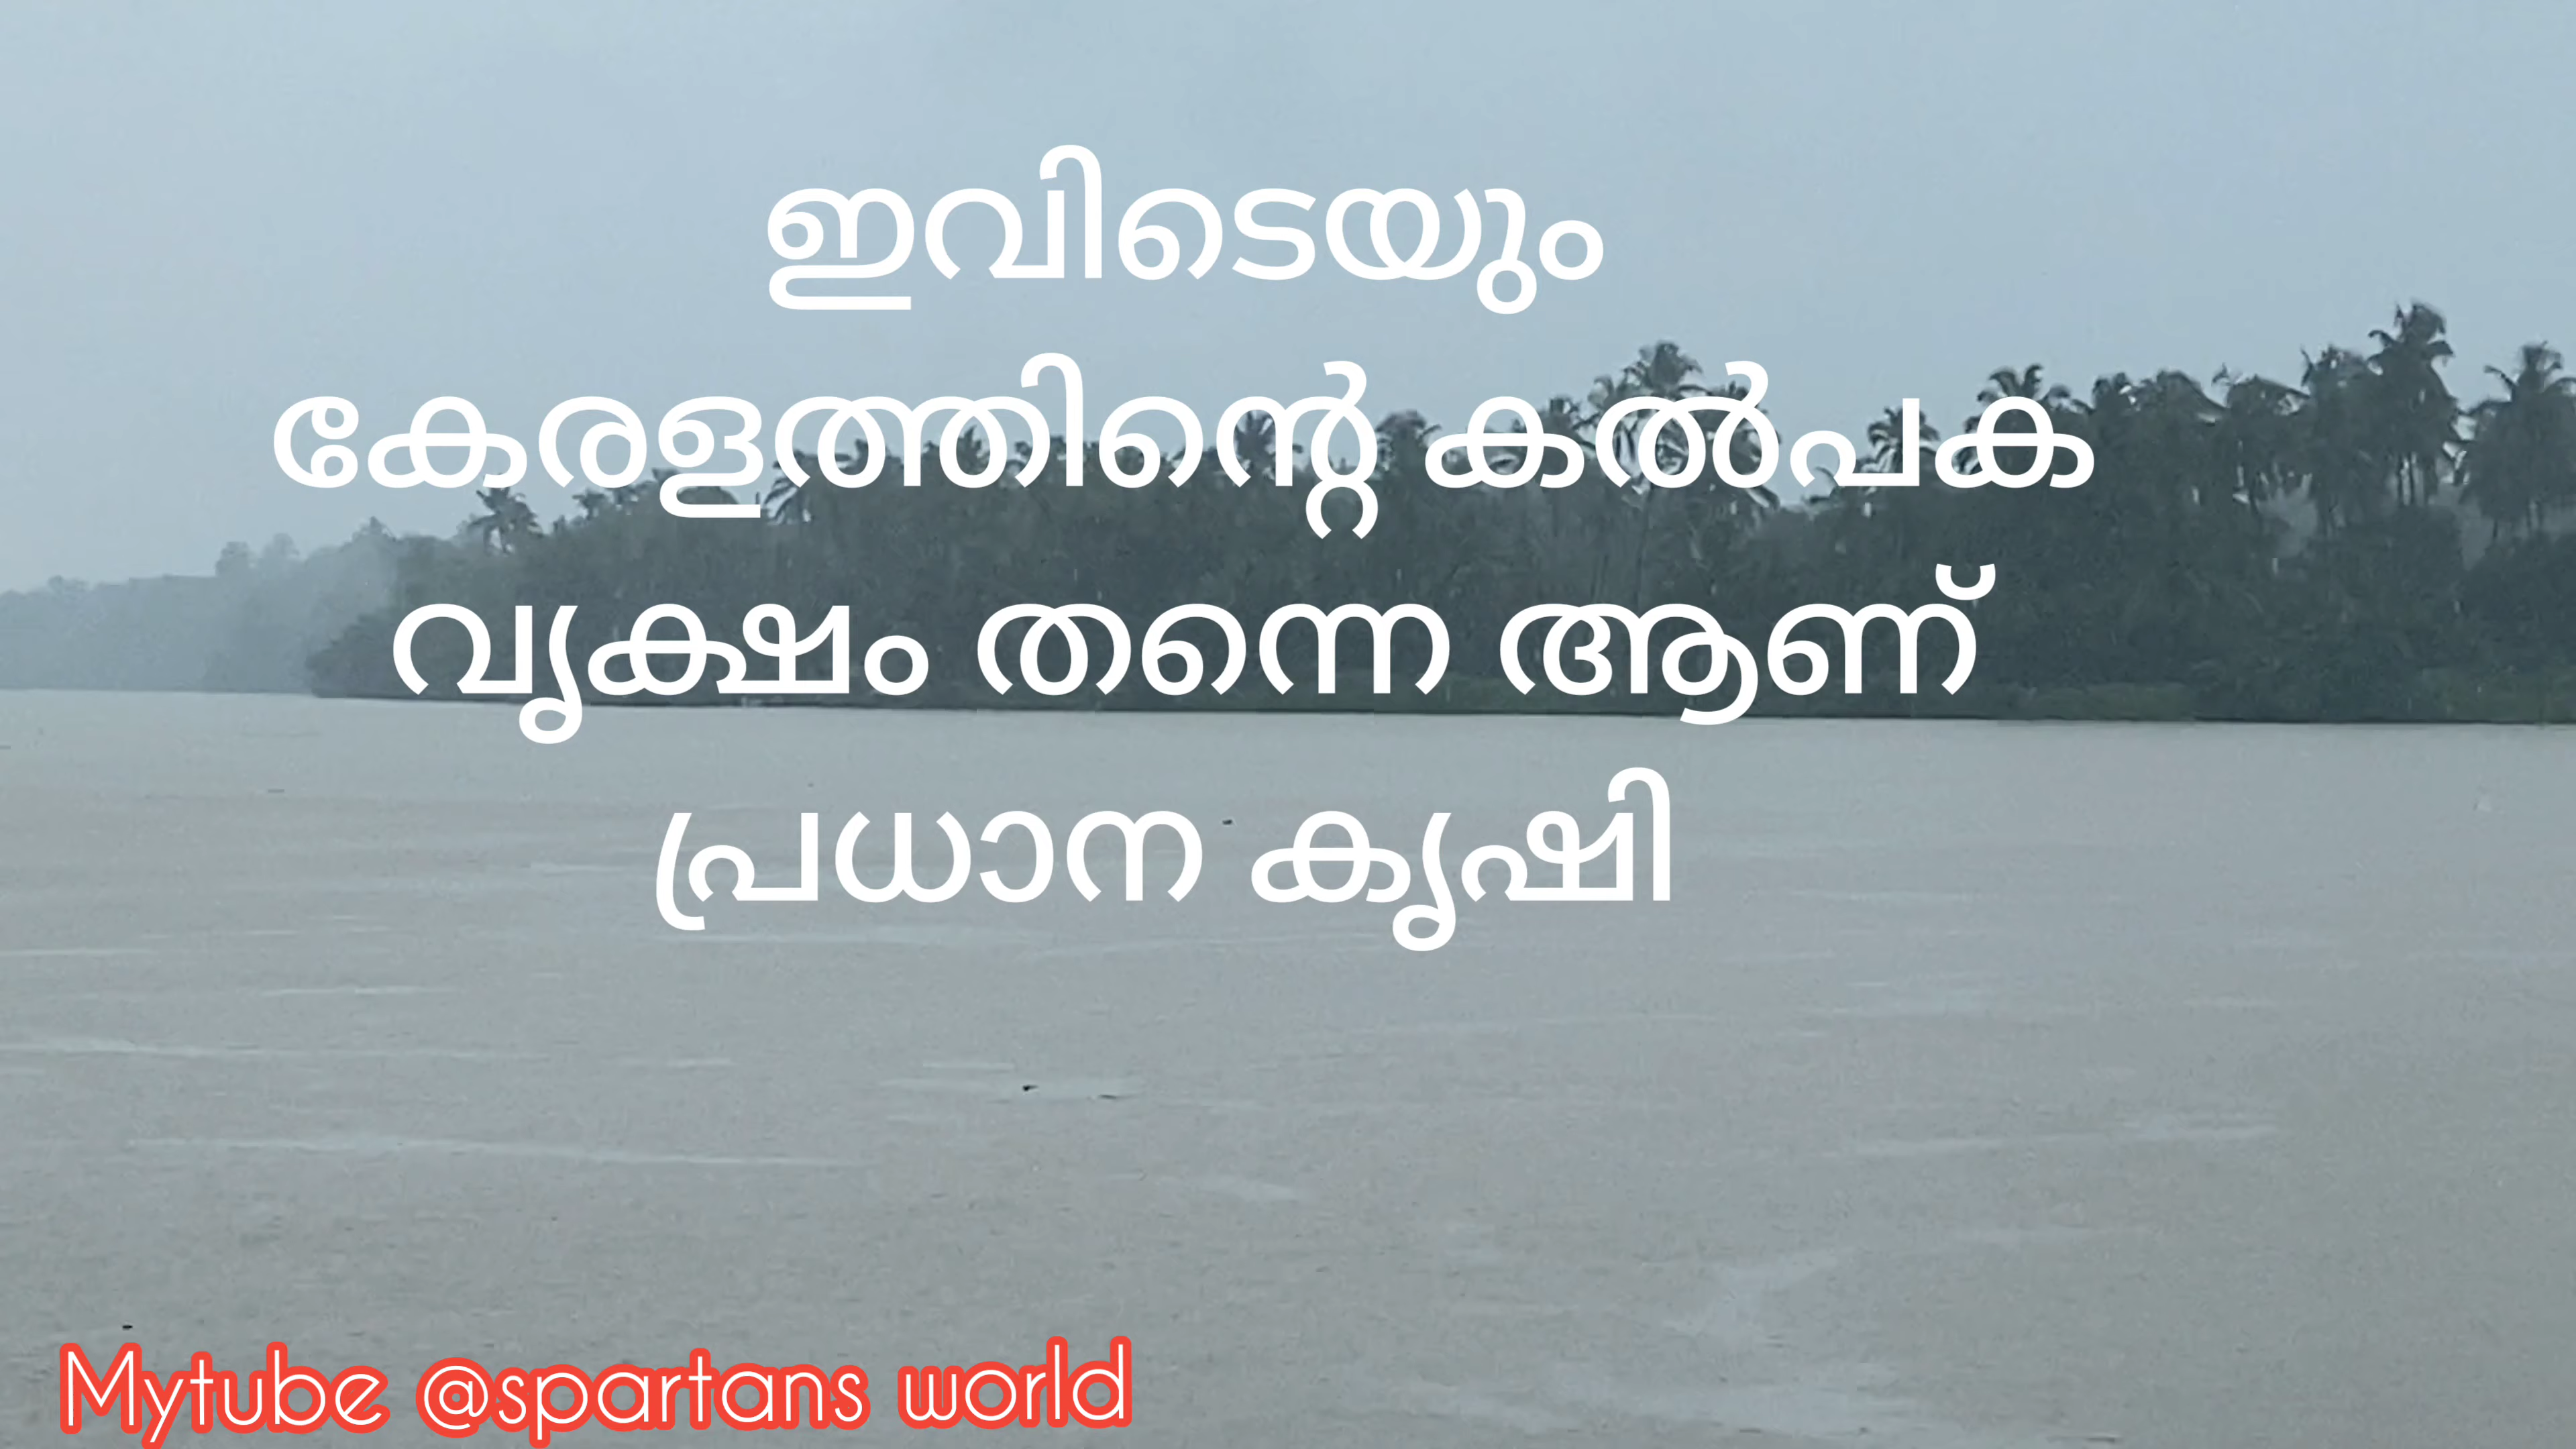 ഇവിടെയും
കേരളത്തിന്റെ കൽപക
വൃക്ഷം തന്നെ ആണ്
പ്രധാന കൃഷി
Mytube @spartans world